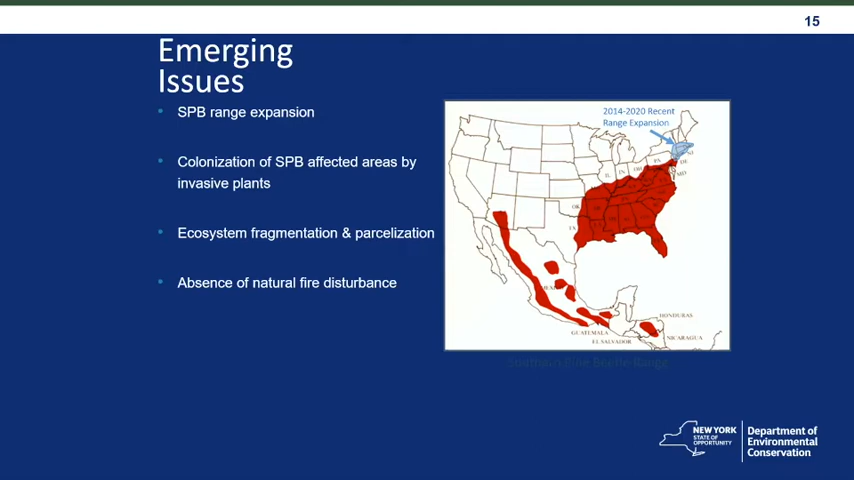 15
Emerging
Issues
• SPB range expansion
• Colonization of SPB affected areas by
invasive plants
• Ecosystem fragmentation & parcelization
• Absence of natural fire disturbance
2014-2020 Recent
Range Expansion
NJ
DE
MD
PA
OH
IN
IL
OK
TX
MEXICO
HONDURAS
GUATEMALA
EL SALVADOR
NICARAGUA
Southern Pine Beetle Range
NEW YORK
STATE OF
OPPORTUNITY
Department of
Environmental
Conservation